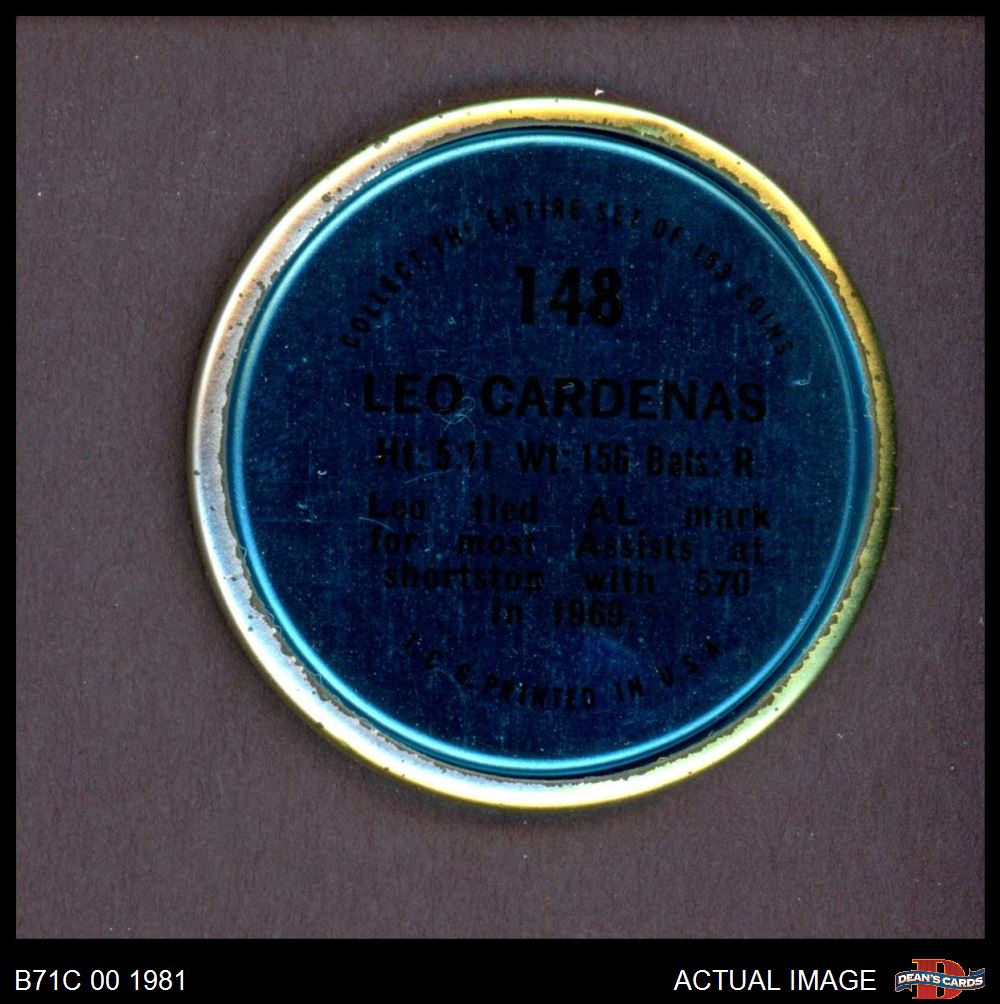 COLLECT THE ENTIRE SET OF 153 COINS
148
LEO CARDENAS
Ht: 5:11 Wt: 156 Bats: R.
Leo tied AL mark
for most Assists at
shortstop with 570
in 1969.
T.C.G. PRINTED IN U.S.A.
B71C 00 1981
ACTUAL IMAGE
DEAN'S CARDS